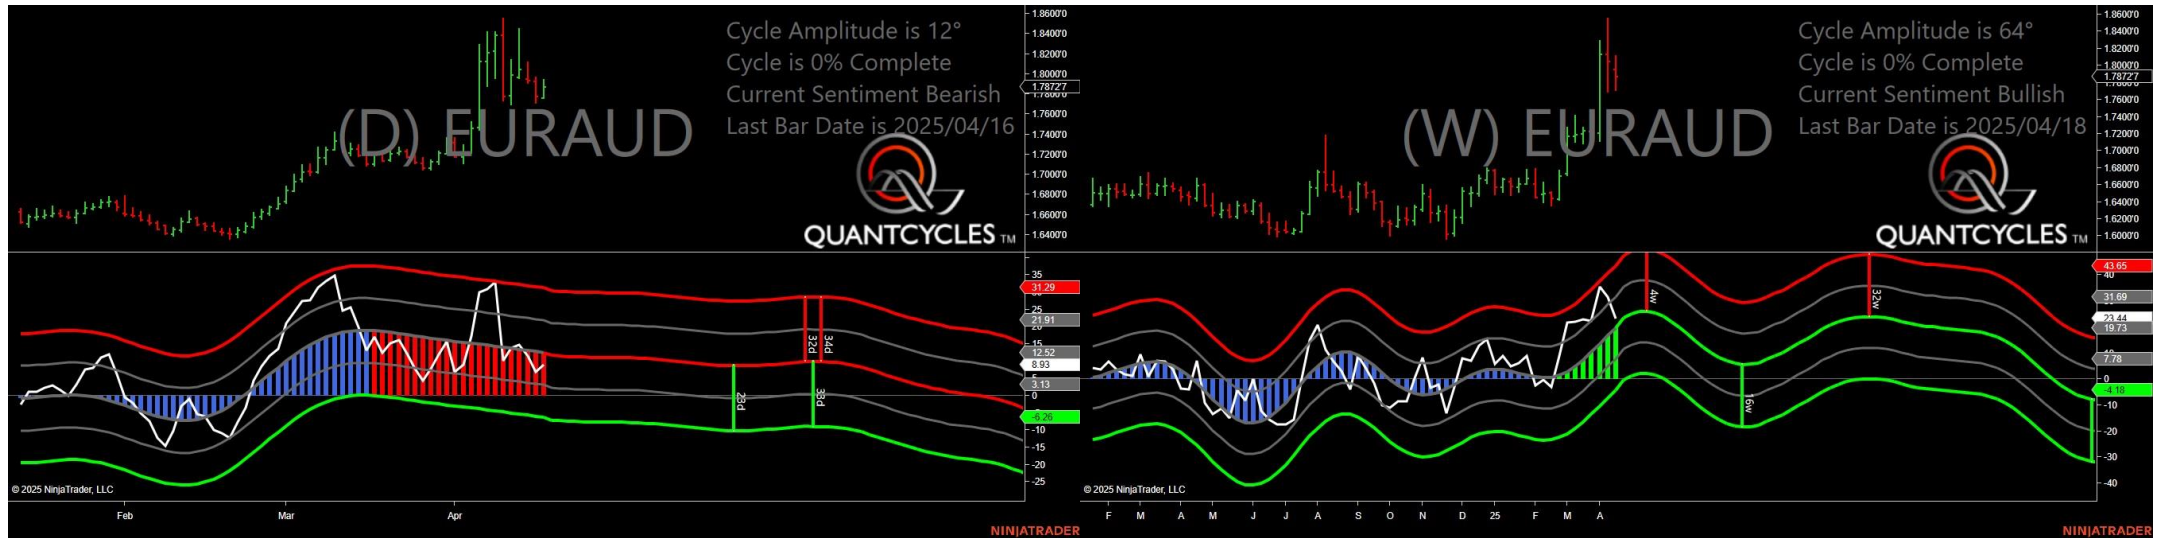 Cycle Amplitude is 12°
Cycle is 0% Complete
Current Sentiment Bearish
Last Bar Date is 2025/04/16
(D) EURAUD
QUANTCYCLES TM
1.8600'0
1.8400'0
1.8200'0
1.8000'0
1.7872'7
1.7800'0
1.7600'0
1.7400'0
1.7200'0
1.7000'0
1.6800'0
1.6600'0
1.6400'0
35
31.29
25
21.91
15
12.52
8.93
5
3.13
0
-6.26
-10
-15
-20
-25
23d
32d
34d
33d
© 2025 NinjaTrader, LLC
Feb
Mar
Apr
NINJATRADER
Cycle Amplitude is 64°
Cycle is 0% Complete
Current Sentiment Bullish
Last Bar Date is 2025/04/18
(W) EURAUD
QUANTCYCLES TM
1.8600'0
1.8400'0
1.8200'0
1.8000'0
1.7872'7
1.7600'0
1.7400'0
1.7200'0
1.7000'0
1.6800'0
1.6600'0
1.6400'0
1.6200'0
1.6000'0
43.65
40
31.69
23.44
19.73
7.78
0
-4.18
-10
-20
-30
-40
4w
16w
32w
© 2025 NinjaTrader, LLC
F
M
A
M
J
J
A
S
O
N
D
25
F
M
A
NINJATRADER